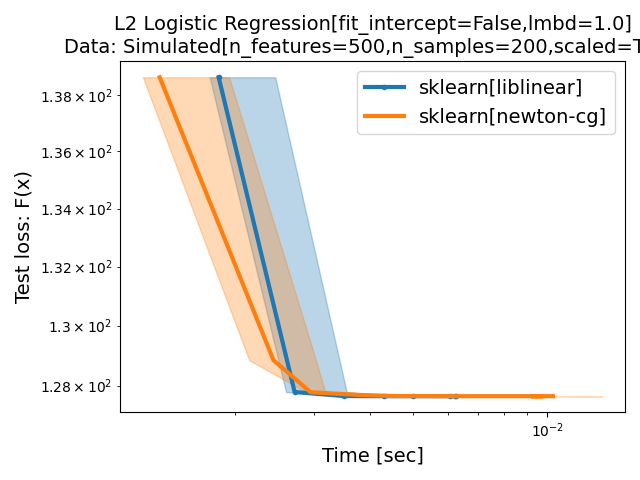 L2 Logistic Regression[fit_intercept=False,lmbd=1.0]
Data: Simulated[n_features=500,n_samples=200,scaled=T
sklearn[liblinear]
sklearn[newton-cg]
Test loss: F(x)
1.38 × 10²
1.36 × 10²
1.34 × 10²
1.32 × 10²
1.3 × 10²
1.28 × 10²
10⁻²
Time [sec]